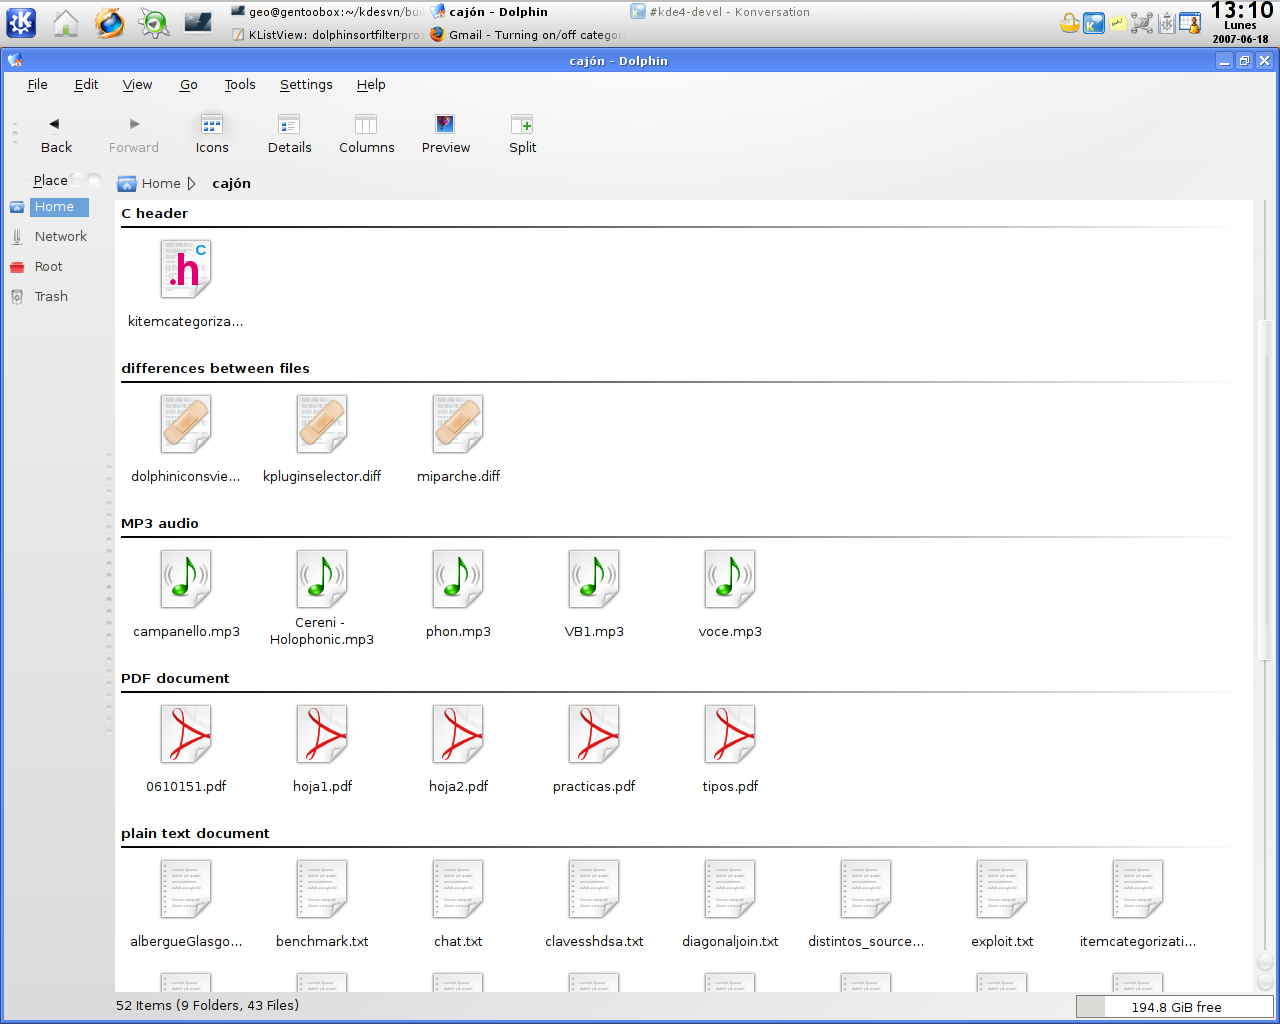 geo@gentoobox:~/kdesvn/bui
cajón - Dolphin
#kde4-devel - Konversation
KListView: dolphinsortfilterpro
Gmail - Turning on/off categor
13:10
Lunes
2007-06-18
cajón - Dolphin
File Edit View Go Tools Settings Help
Back Forward Icons Details Columns Preview Split
Place
Home
Network
Root
Trash
Home cajón
C header
C
.h
kitemcategoriza...
differences between files
dolphiniconsvie... kpluginselector.diff miparche.diff
MP3 audio
campanello.mp3 Cereni - Holophonic.mp3 phon.mp3 VB1.mp3 voce.mp3
PDF document
0610151.pdf hoja1.pdf hoja2.pdf practicas.pdf tipos.pdf
plain text document
albergueGlasgo... benchmark.txt chat.txt clavesshdsa.txt diagonaljoin.txt distintos_source... exploit.txt itemcategorizati...
52 Items (9 Folders, 43 Files)
194.8 GiB free